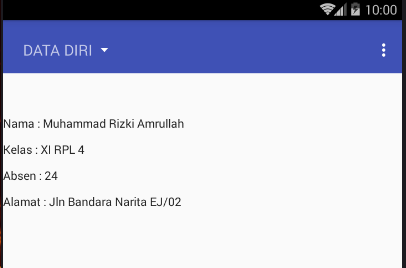 10:00
DATA DIRI
Nama : Muhammad Rizki Amrullah
Kelas : XI RPL 4
Absen : 24
Alamat : Jln Bandara Narita EJ/02